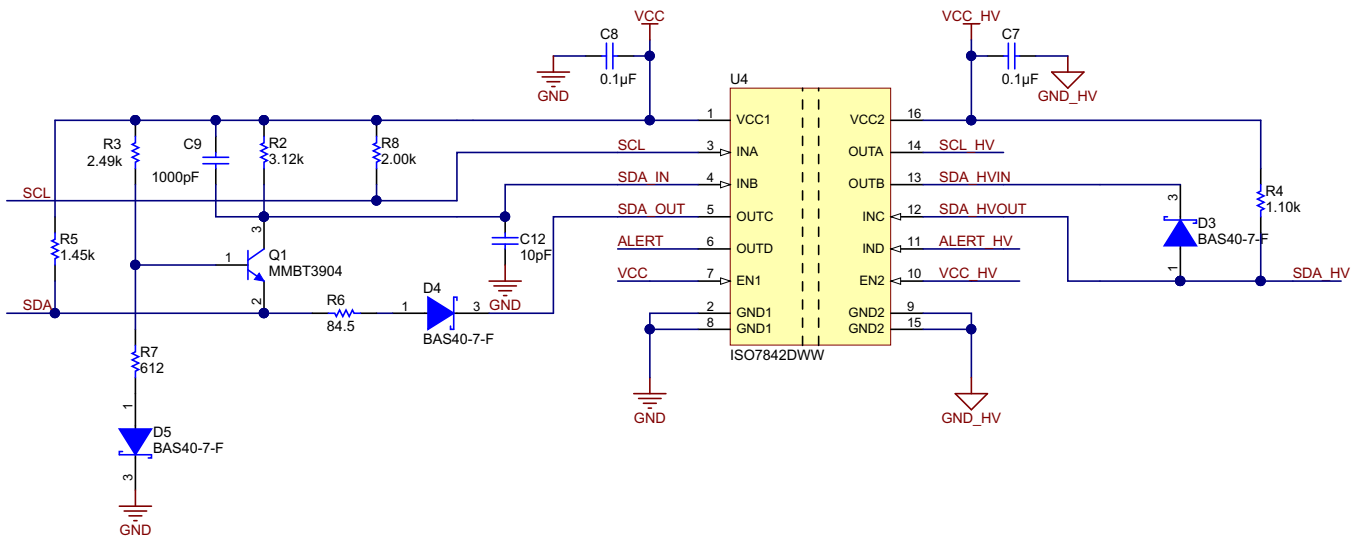 VCC
VCC_HV
C8
0.1µF
GND
C7
0.1µF
GND_HV
U4
1 VCC1 VCC2 16
SCL 3 INA OUTA 14 SCL_HV
SDA_IN 4 INB OUTB 13 SDA_HVIN
SDA_OUT 5 OUTC INC 12 SDA_HVOUT
ALERT 6 OUTD IND 11 ALERT_HV
VCC 7 EN1 EN2 10 VCC_HV
2 GND1 GND2 9
8 GND1 GND2 15
ISO7842DWW
GND
GND_HV
R3
2.49k
C9
1000pF
R2
3.12k
R8
2.00k
SCL
R5
1.45k
3
1
Q1
MMBT3904
2
C12
10pF
GND
SDA
R6
84.5
1
D4
3
BAS40-7-F
R7
612
1
D5
BAS40-7-F
3
GND
3
D3
BAS40-7-F
1
R4
1.10k
SDA_HV